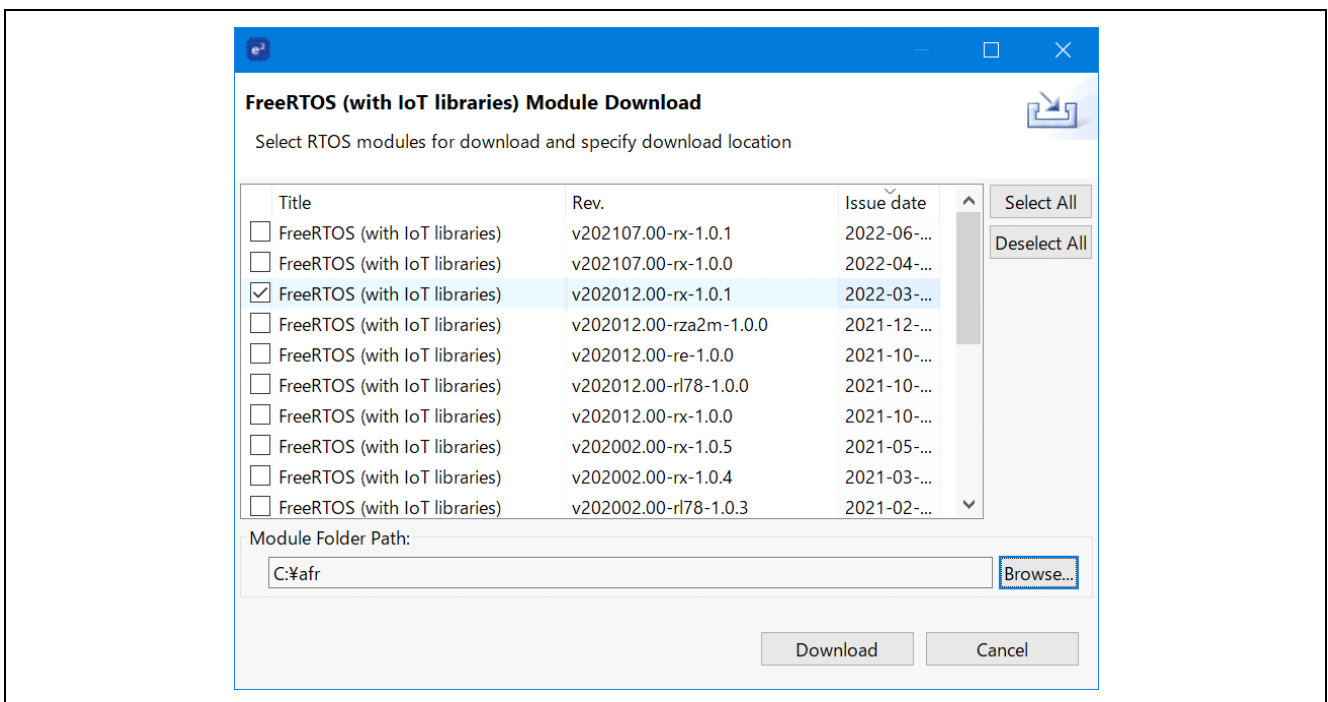 e²
FreeRTOS (with IoT libraries) Module Download
Select RTOS modules for download and specify download location
Title Rev. Issue date
FreeRTOS (with IoT libraries) v202107.00-rx-1.0.1 2022-06-...
FreeRTOS (with IoT libraries) v202107.00-rx-1.0.0 2022-04-...
FreeRTOS (with IoT libraries) v202012.00-rx-1.0.1 2022-03-...
FreeRTOS (with IoT libraries) v202012.00-rza2m-1.0.0 2021-12-...
FreeRTOS (with IoT libraries) v202012.00-re-1.0.0 2021-10-...
FreeRTOS (with IoT libraries) v202012.00-rl78-1.0.0 2021-10-...
FreeRTOS (with IoT libraries) v202012.00-rx-1.0.0 2021-10-...
FreeRTOS (with IoT libraries) v202002.00-rx-1.0.5 2021-05-...
FreeRTOS (with IoT libraries) v202002.00-rx-1.0.4 2021-03-...
FreeRTOS (with IoT libraries) v202002.00-rl78-1.0.3 2021-02-...
Select All
Deselect All
Module Folder Path:
C:¥afr
Browse...
Download Cancel